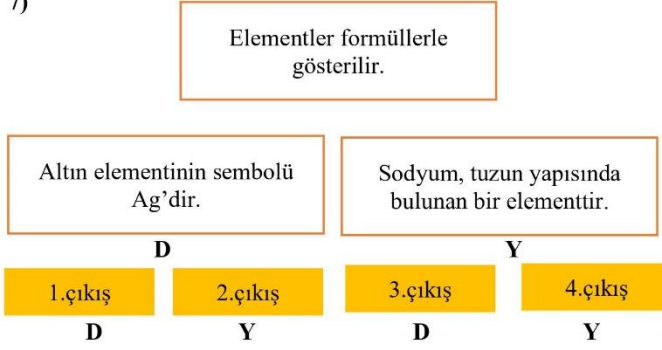 7)
Elementler formüllerle
gösterilir.
Altın elementinin sembolü
Ag’dir.
Sodyum, tuzun yapısında
bulunan bir elementtir.
D
Y
1.çıkış
2.çıkış
3.çıkış
4.çıkış
D
Y
D
Y